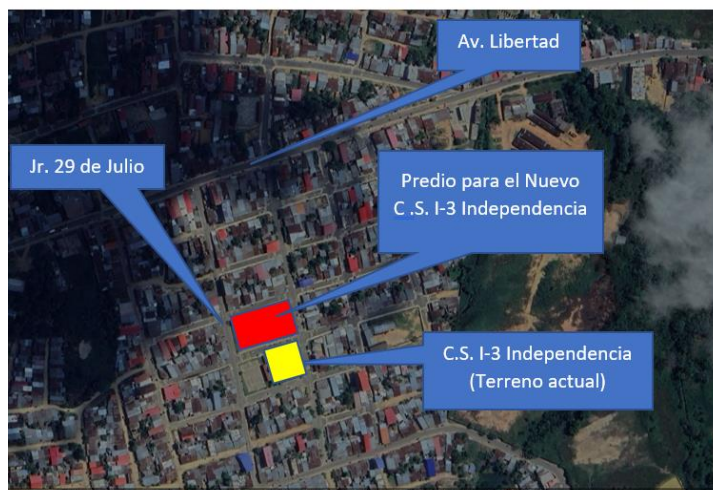 Av. Libertad
Jr. 29 de Julio
Predio para el Nuevo
C .S. I-3 Independencia
C.S. I-3 Independencia
(Terreno actual)